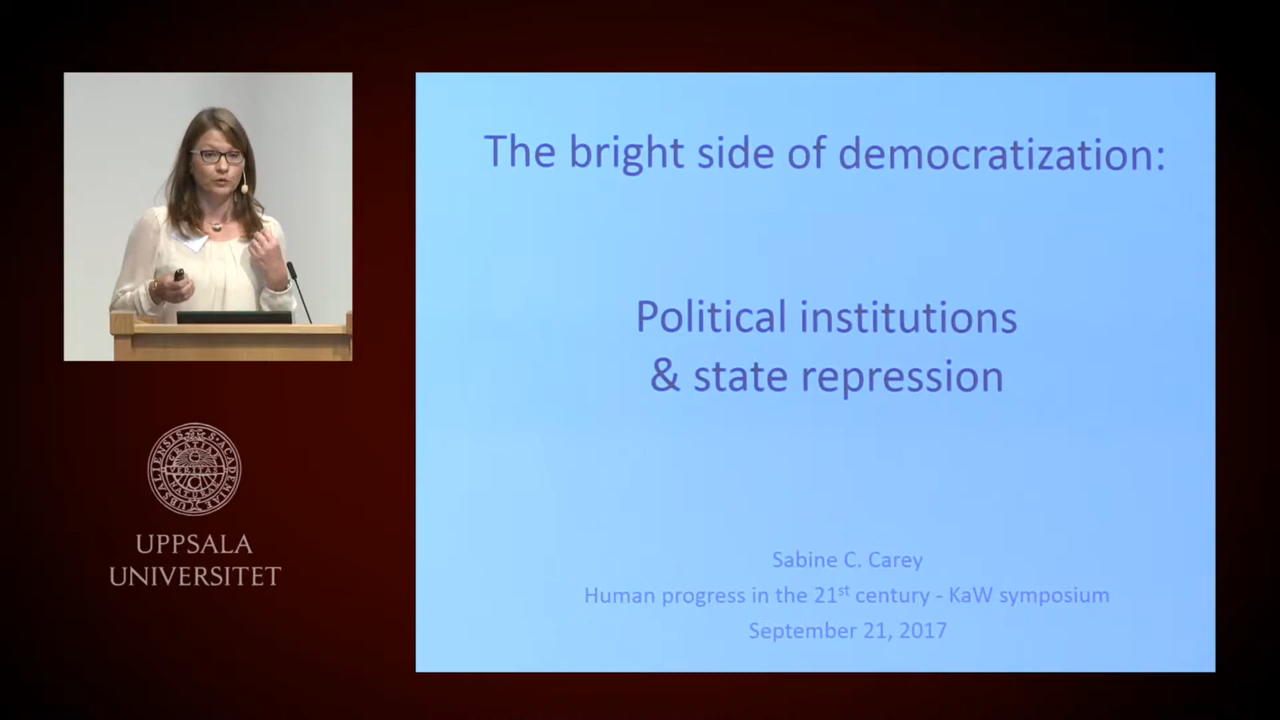 The bright side of democratization:
Political institutions
& state repression
Sabine C. Carey
Human progress in the 21st century - KaW symposium
September 21, 2017
UPPSALA
UNIVERSITET